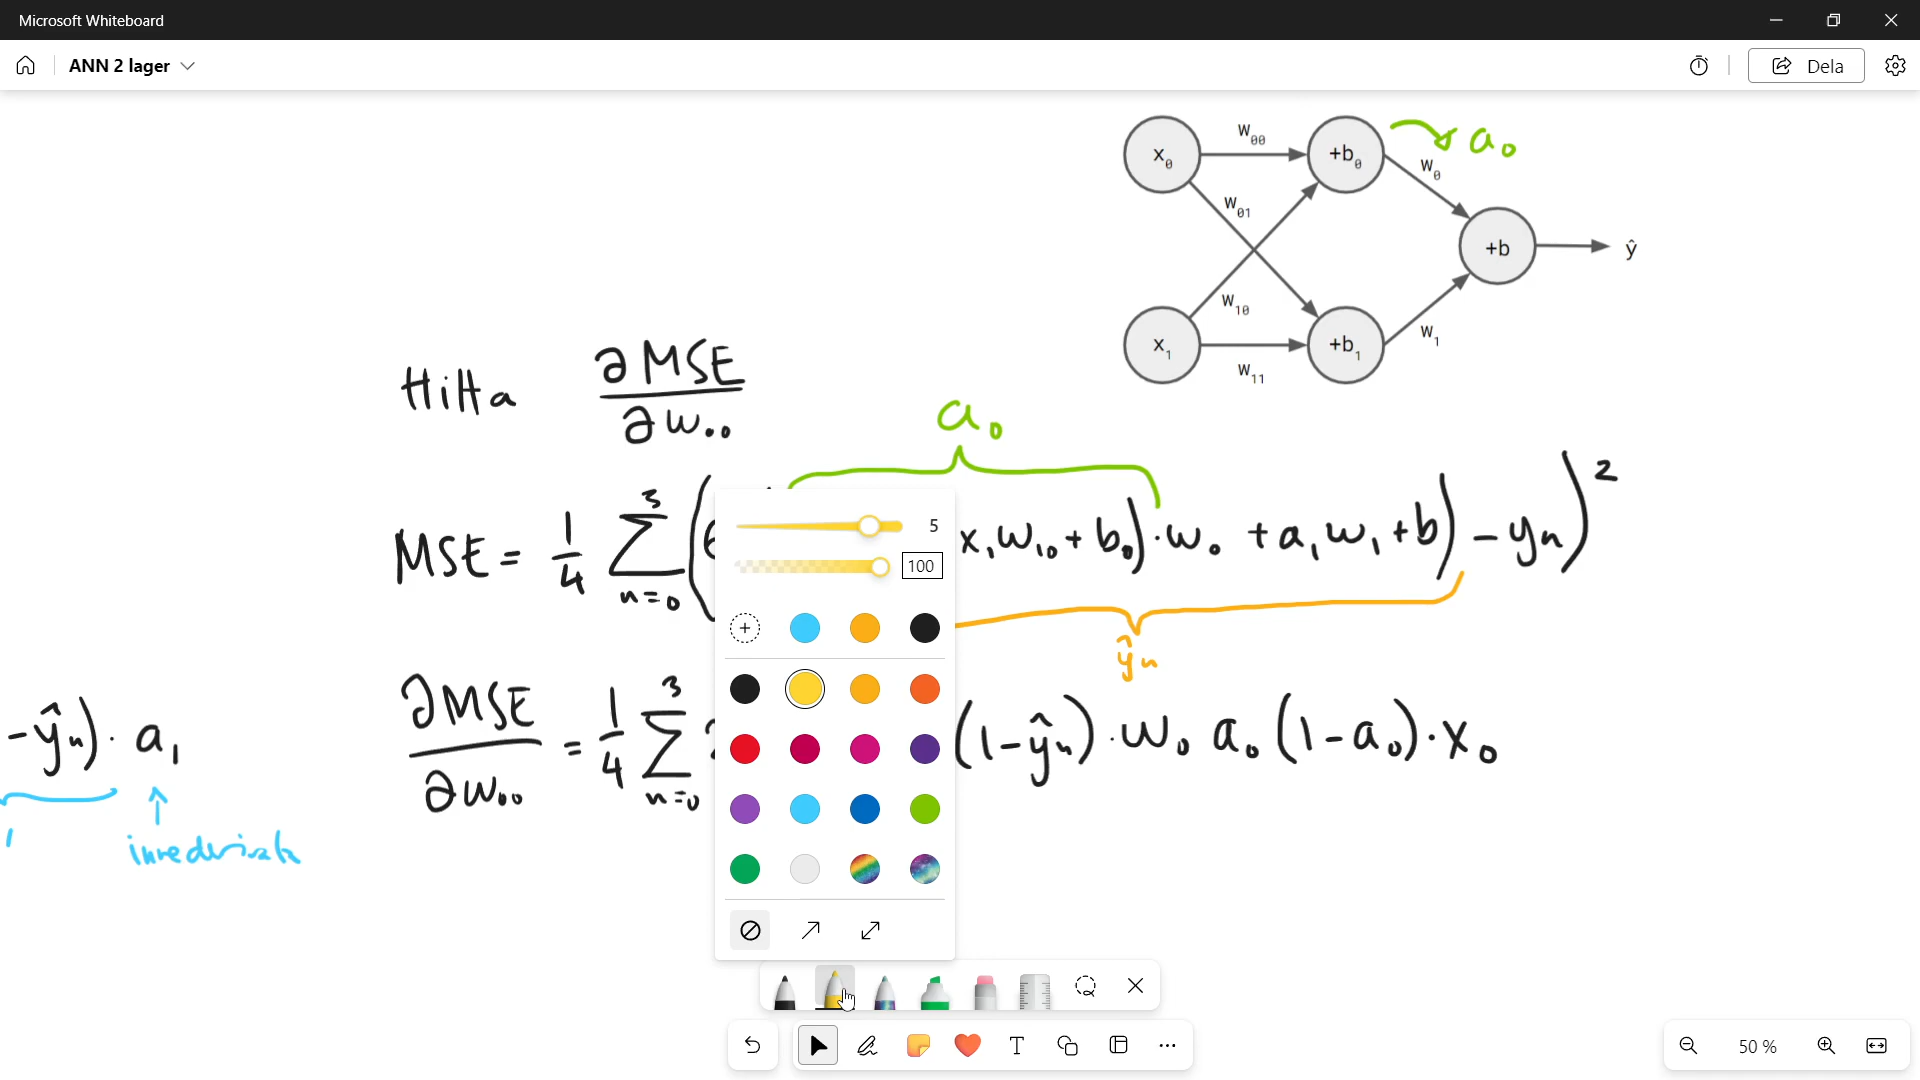 Microsoft Whiteboard
ANN 2 lager
Dela
x₀ w₀₀ +b₀ a₀
w₀
w₀₁
+b ŷ
w₁₀
x₁ w₁₁ +b₁ w₁
Hitta ∂MSE/∂w₀₀
a₀
MSE = 1/4 Σ n=0 3 ( x₁w₁₀ + b₀)·w₀ + a₁w₁ + b) - yₙ)²
ŷₙ
-ŷₙ)· a₁
∂MSE/∂w₀₀ = 1/4 Σ n=0 3 (1-ŷₙ)·w₀ a₀(1-a₀)·x₀
inre derivata
5
100
50 %